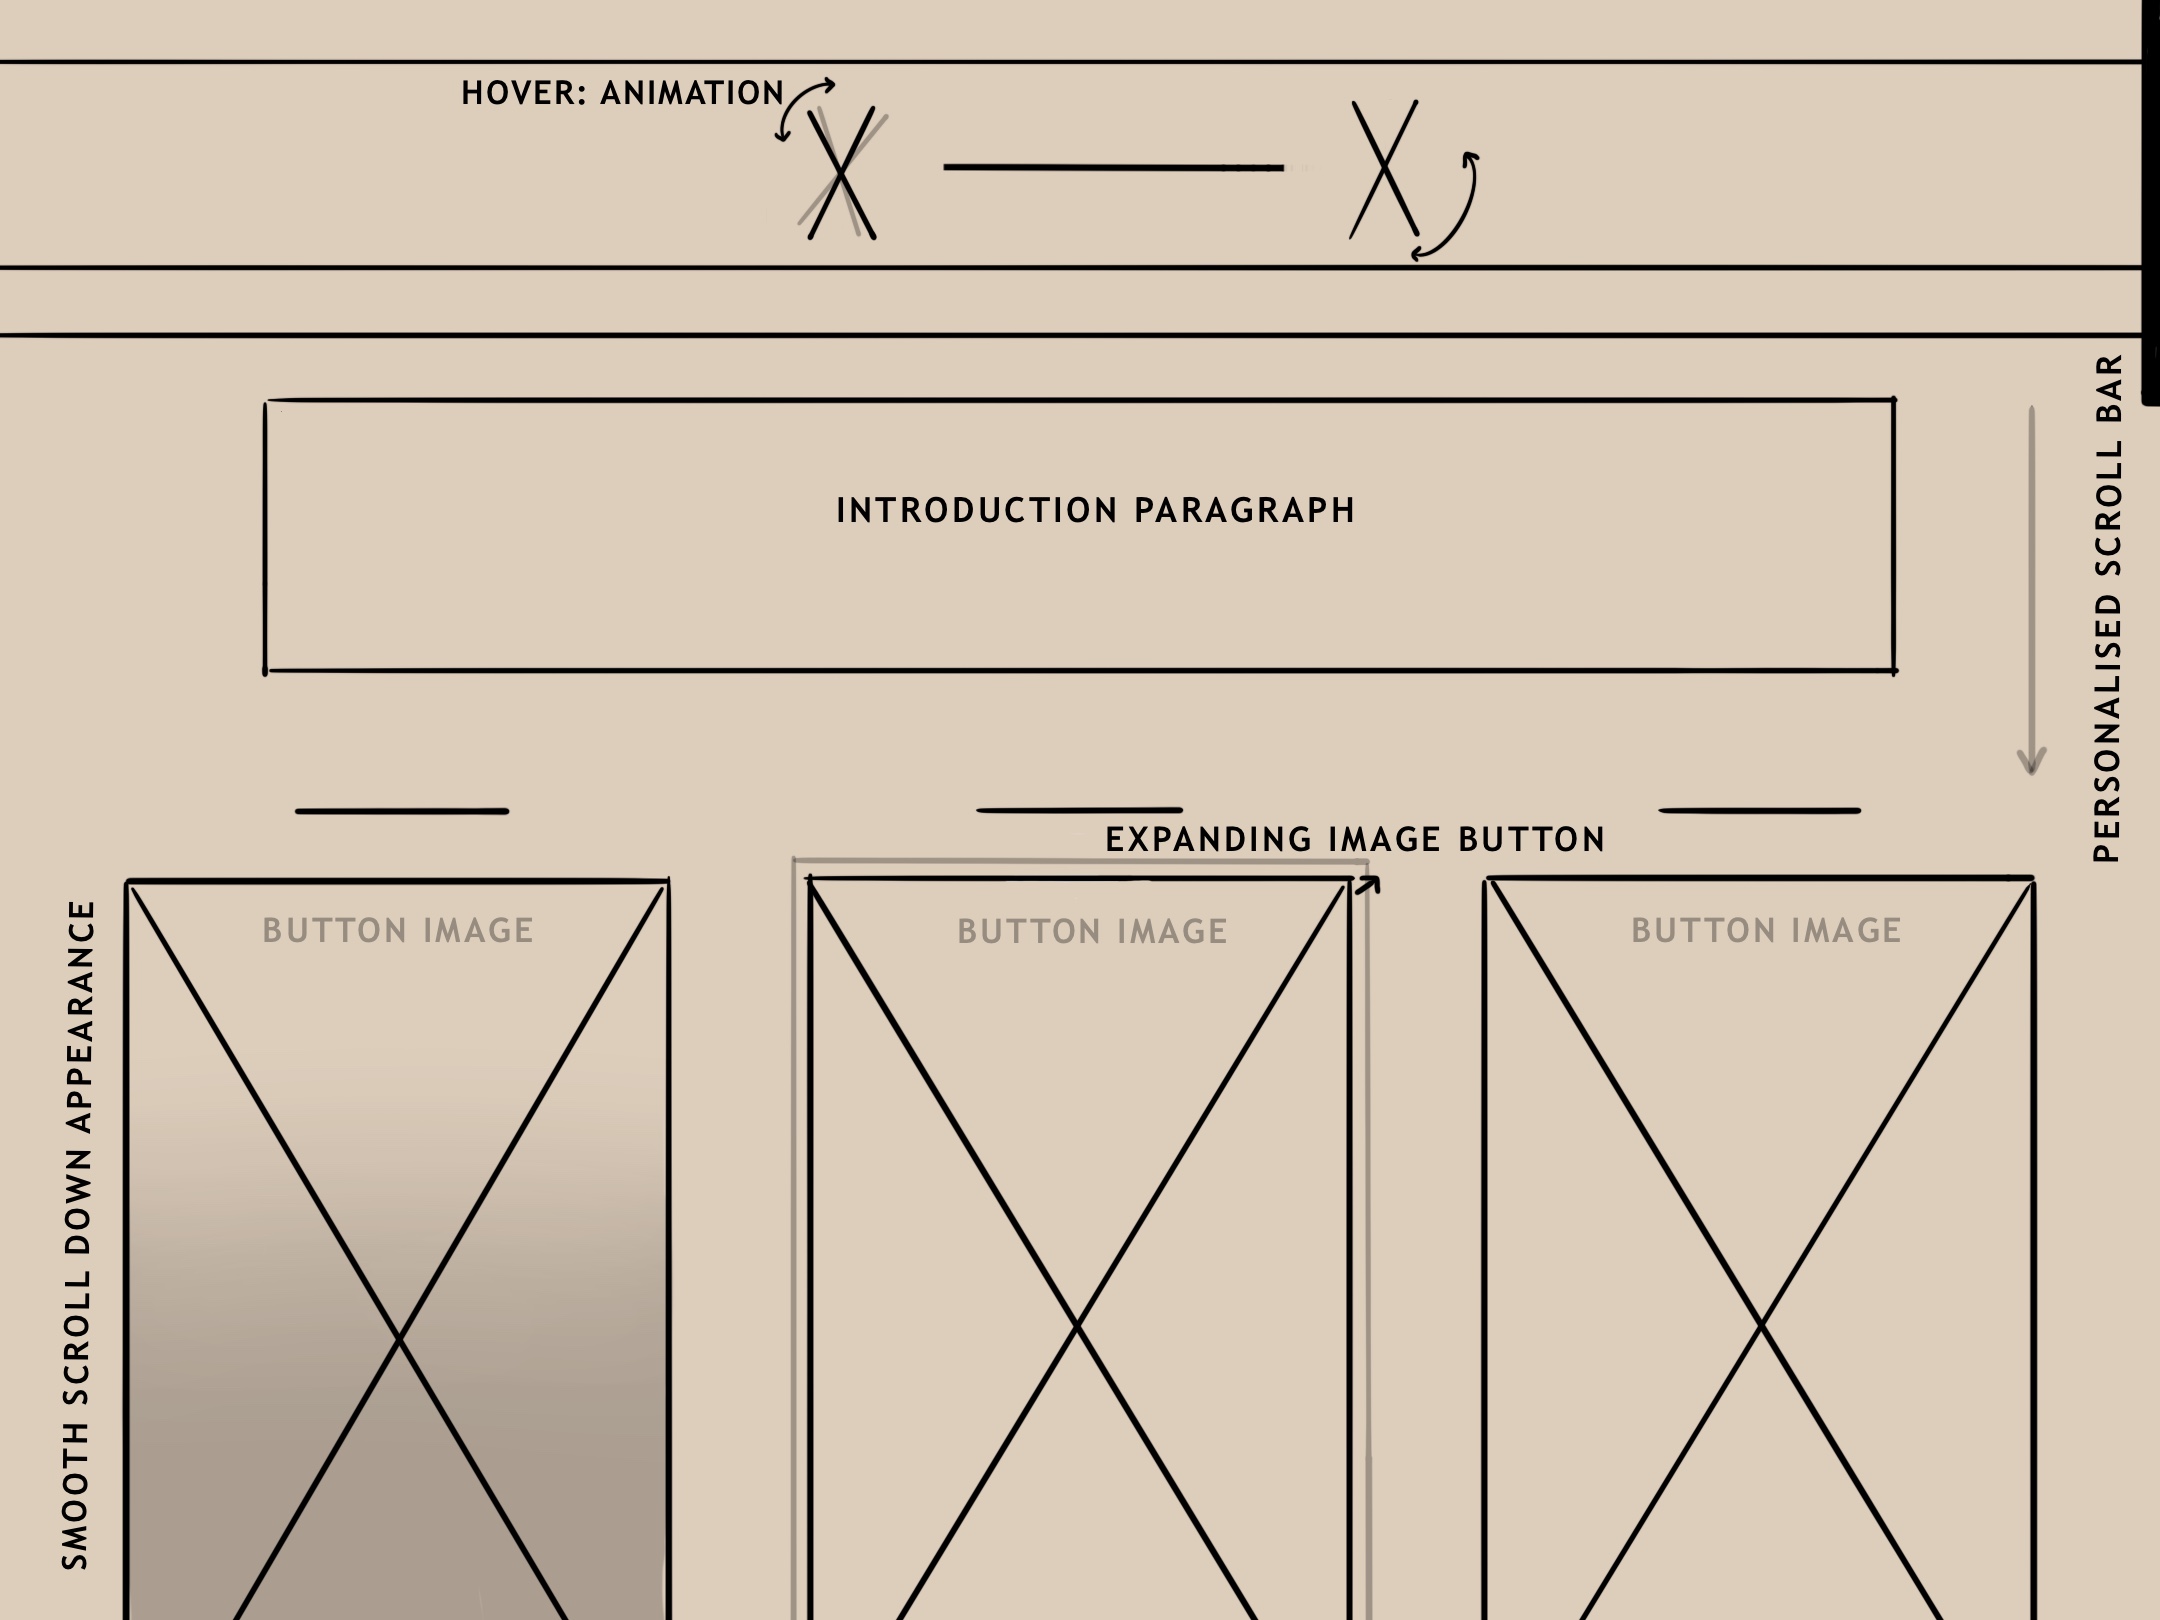 HOVER: ANIMATION
INTRODUCTION PARAGRAPH
PERSONALISED SCROLL BAR
EXPANDING IMAGE BUTTON
BUTTON IMAGE
BUTTON IMAGE
BUTTON IMAGE
SMOOTH SCROLL DOWN APPEARANCE